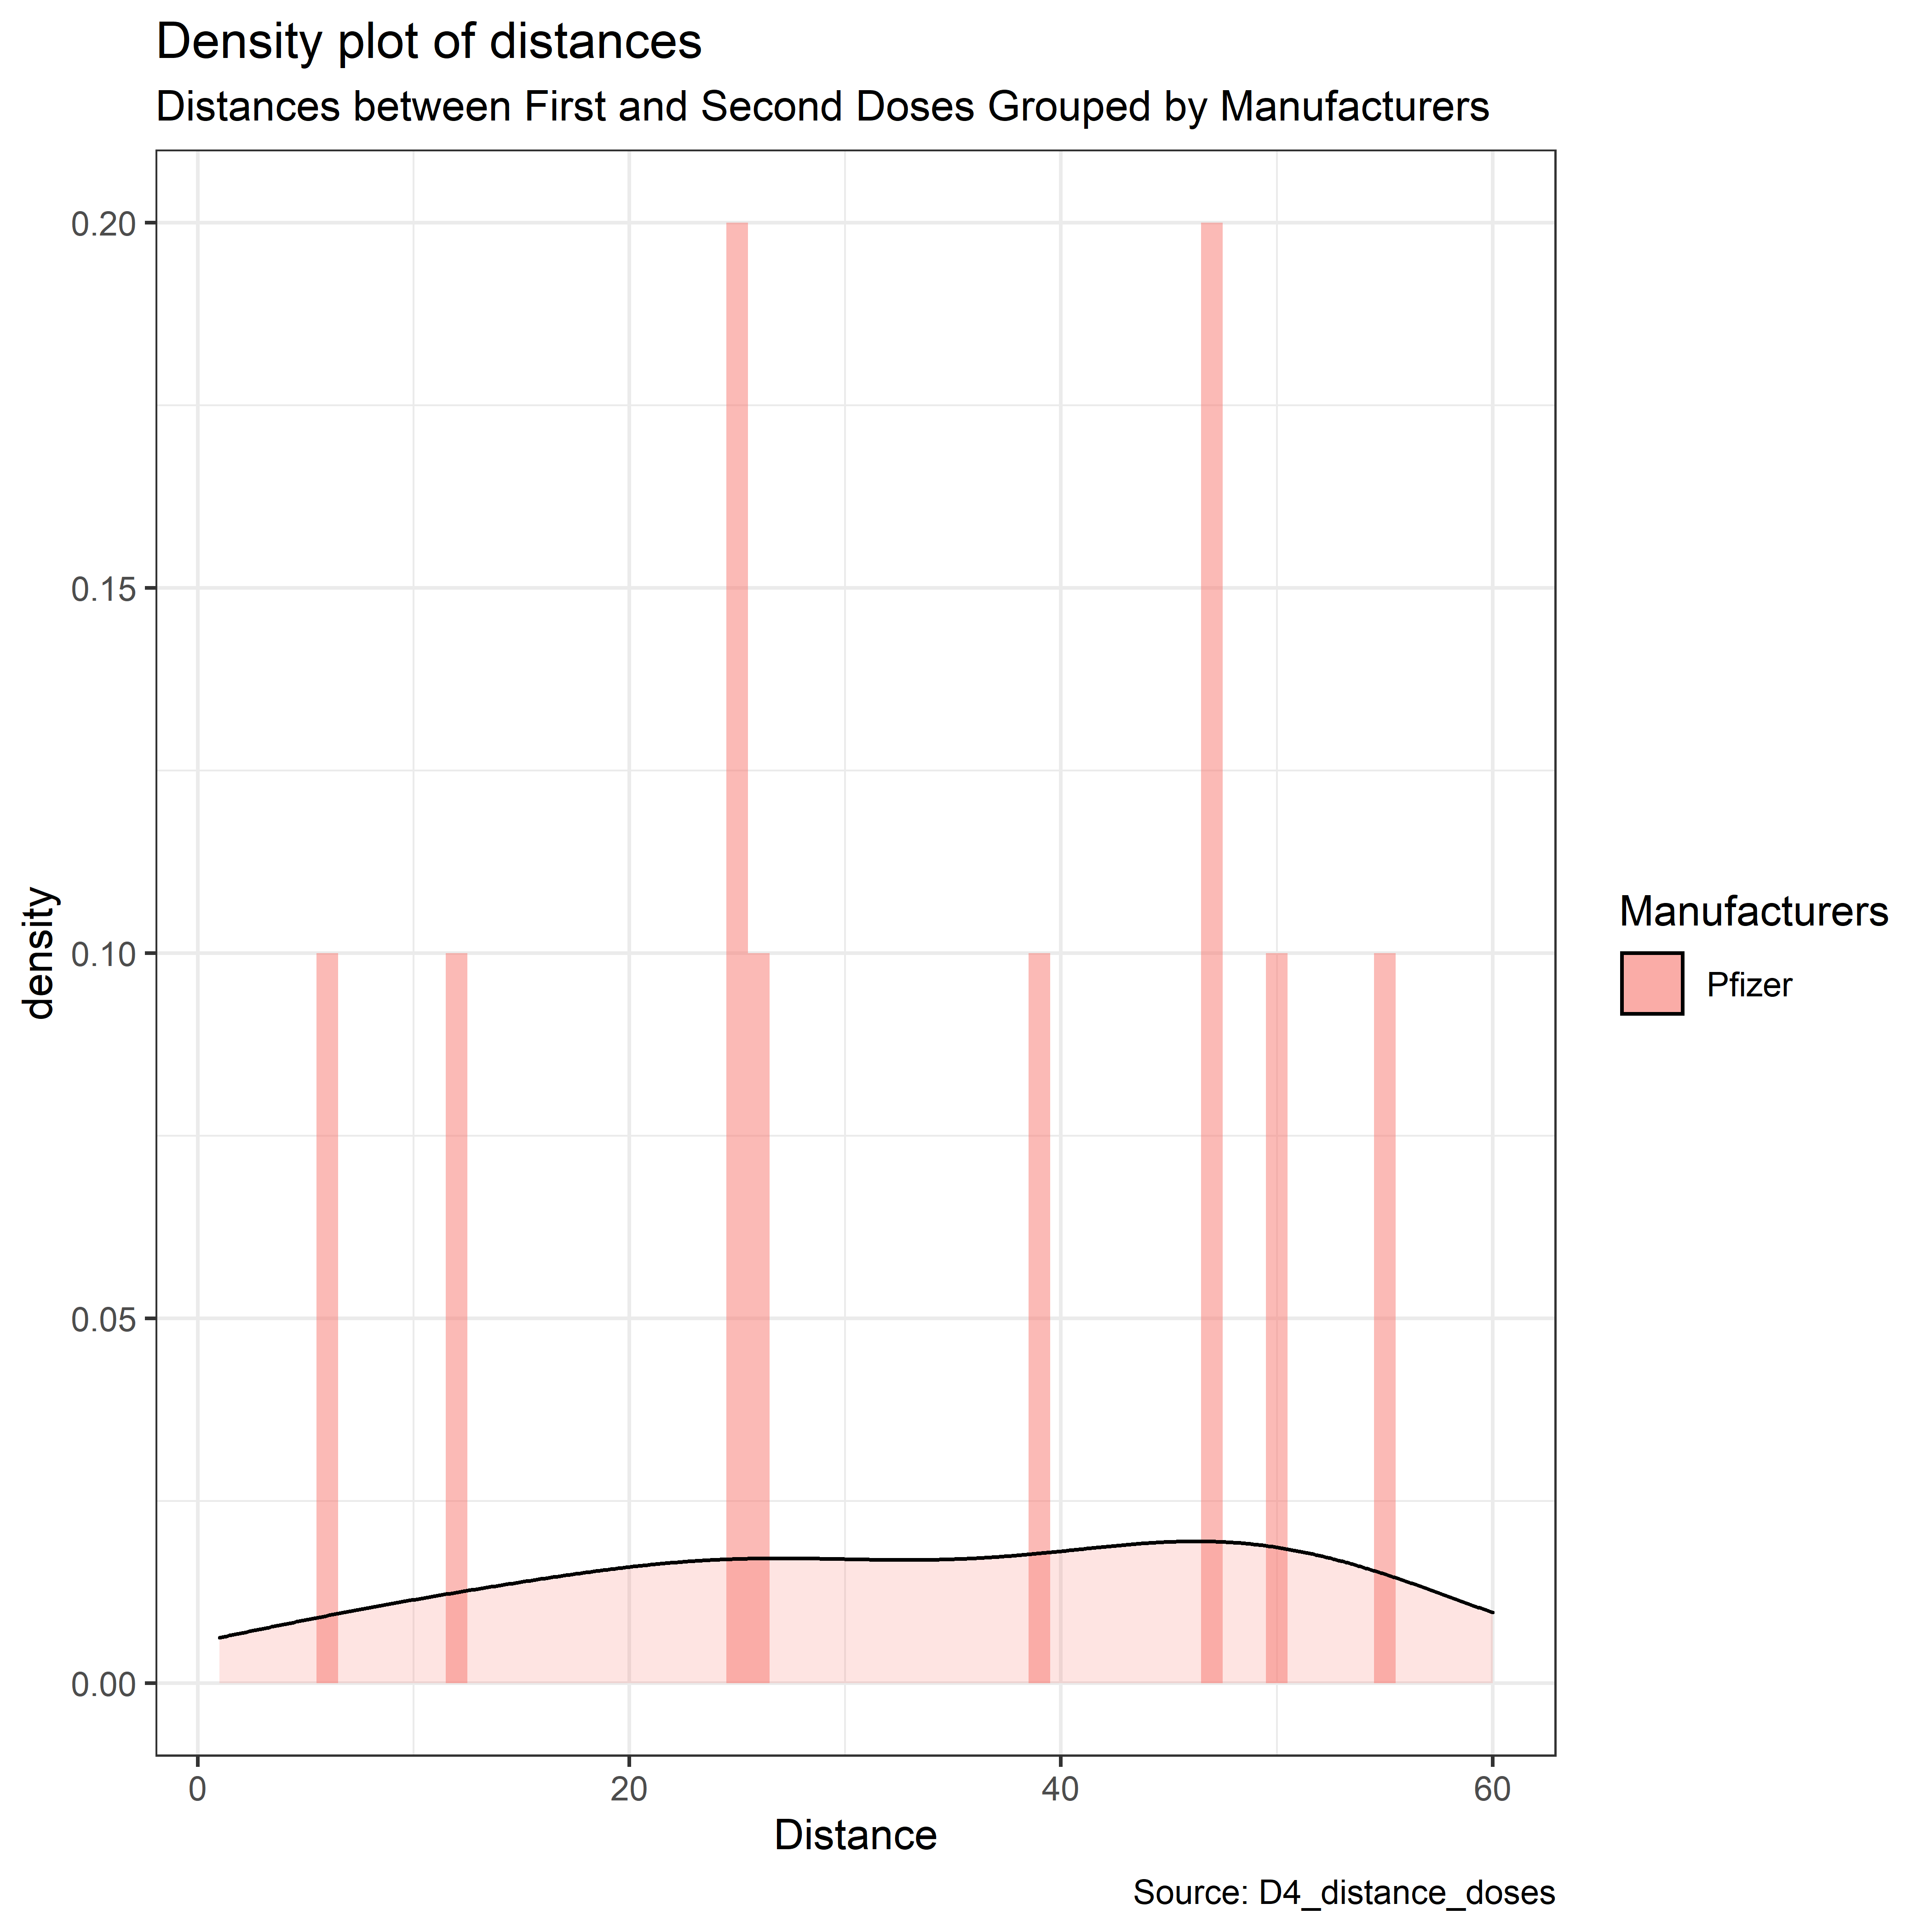 Density plot of distances
Distances between First and Second Doses Grouped by Manufacturers
0.20
0.15
0.10
0.05
0.00
density
0 20 40 60
Distance
Manufacturers
Pfizer
Source: D4_distance_doses